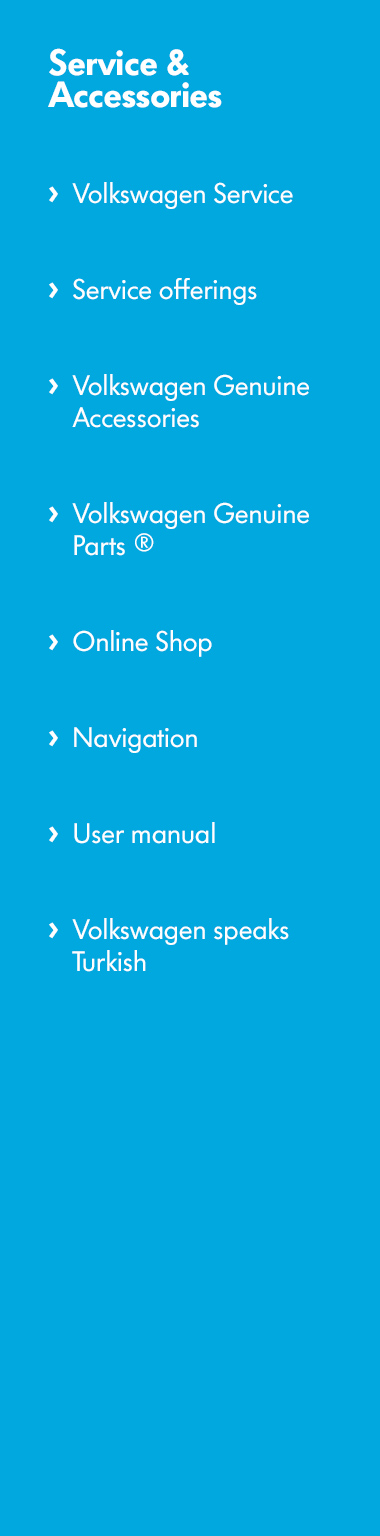 Service &
Accessories
› Volkswagen Service
› Service offerings
› Volkswagen Genuine
Accessories
› Volkswagen Genuine
Parts ®
› Online Shop
› Navigation
› User manual
› Volkswagen speaks
Turkish